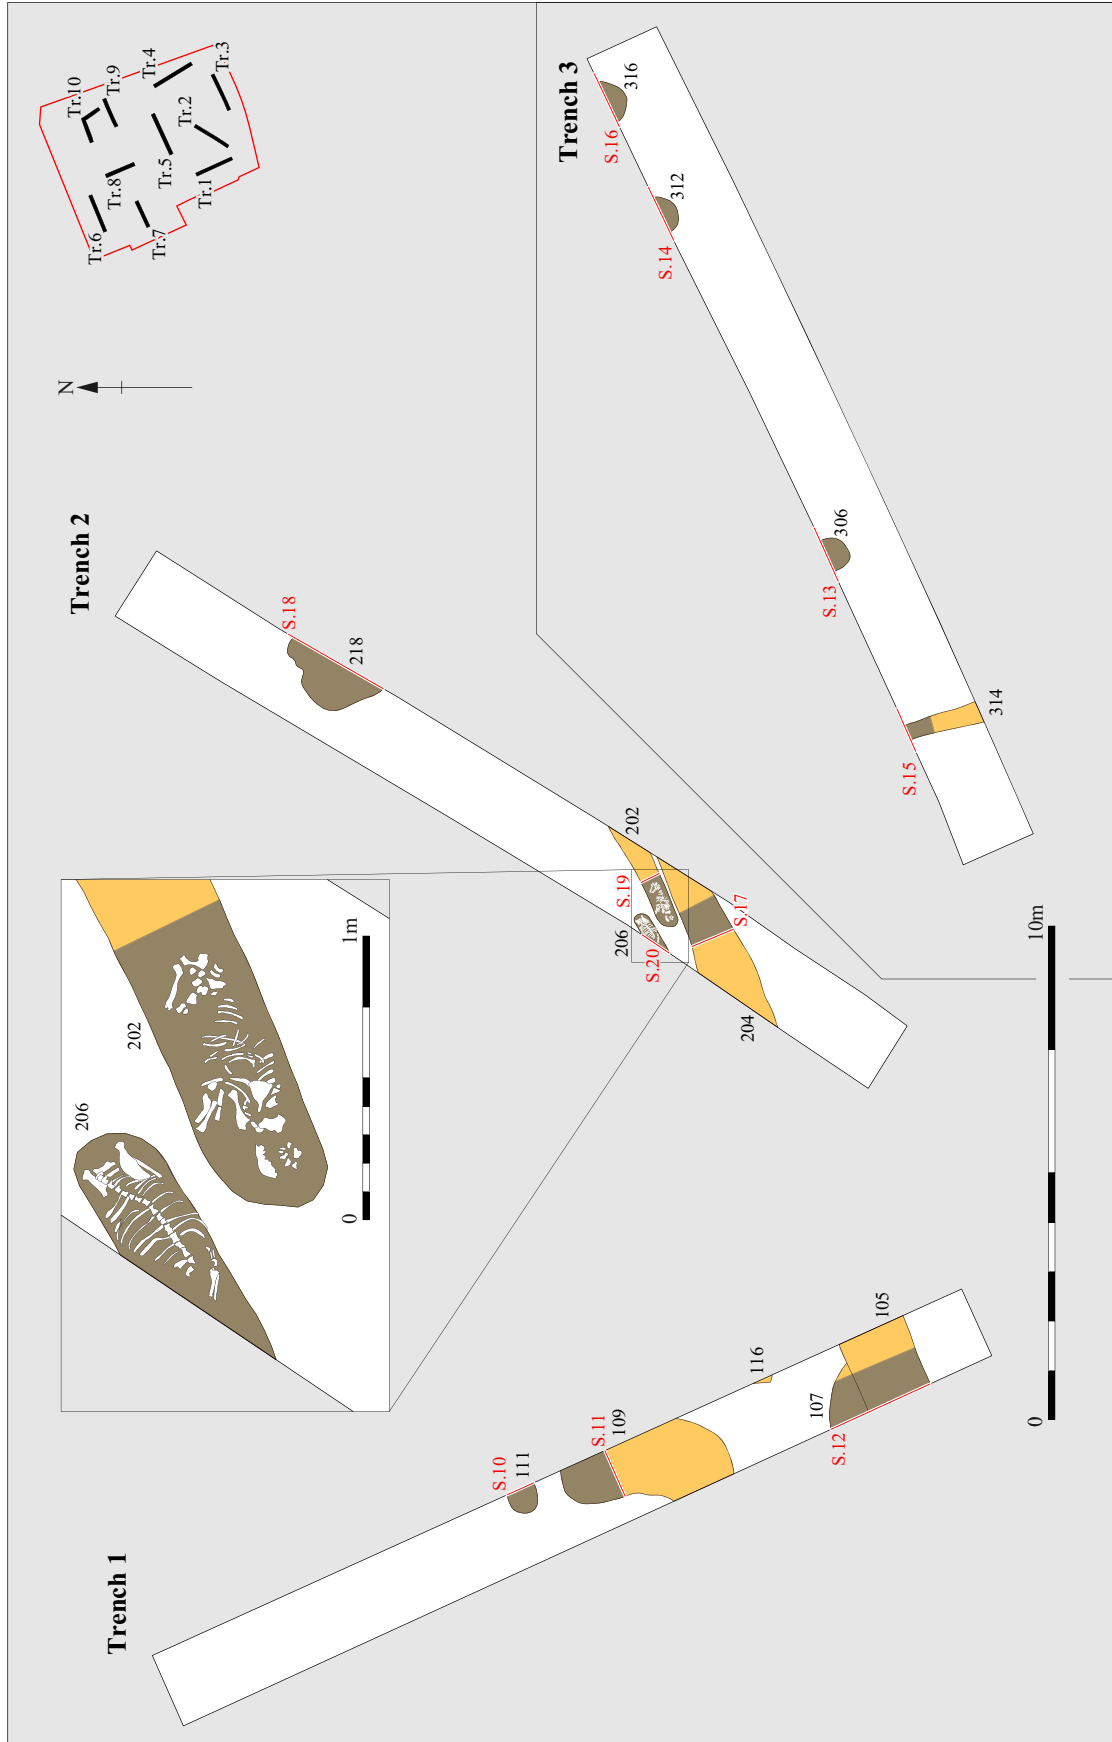 Trench 1
S.10
111
S.11
109
116
107
S.12
105
206
202
0
1m
Trench 2
S.18
218
202
S.19
206
S.20
S.17
204
N
Tr.10
Tr.9
Tr.4
Tr.3
Tr.2
Tr.8
Tr.5
Tr.1
Tr.6
Tr.7
Trench 3
316
S.16
312
S.14
306
S.13
S.15
314
0
10m